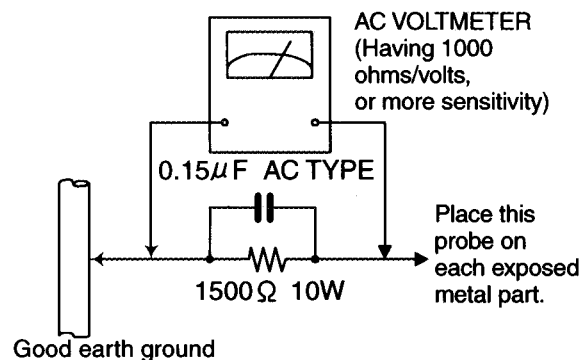 AC VOLTMETER
(Having 1000
ohms/volts,
or more sensitivity)
0.15μF AC TYPE
1500Ω 10W
Place this
probe on
each exposed
metal part.
Good earth ground